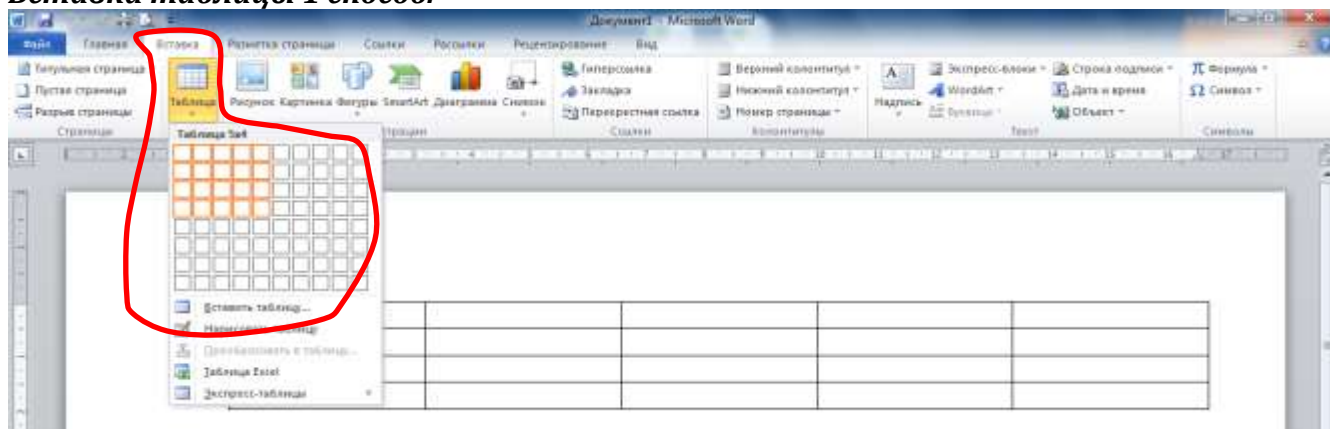 Вставка таблицы 1 способ.
Документ1 - Microsoft Word
Файл Главная Вставка Разметка страницы Ссылки Рассылки Рецензирование Вид
Титульная страница
Пустая страница
Разрыв страницы
Страницы
Таблица
Рисунок Картинка Фигуры SmartArt Диаграмма Снимок
Гиперссылка
Закладка
Перекрестная ссылка
Ссылки
Верхний колонтитул
Нижний колонтитул
Номер страницы
Колонтитулы
Надпись
Экспресс-блоки
WordArt
Буквица
Строка подписи
Дата и время
Объект
Текст
Формула
Символ
Символы
Таблица 5x4
Вставить таблицу...
Нарисовать таблицу
Преобразовать в таблицу...
Таблица Excel
Экспресс-таблицы